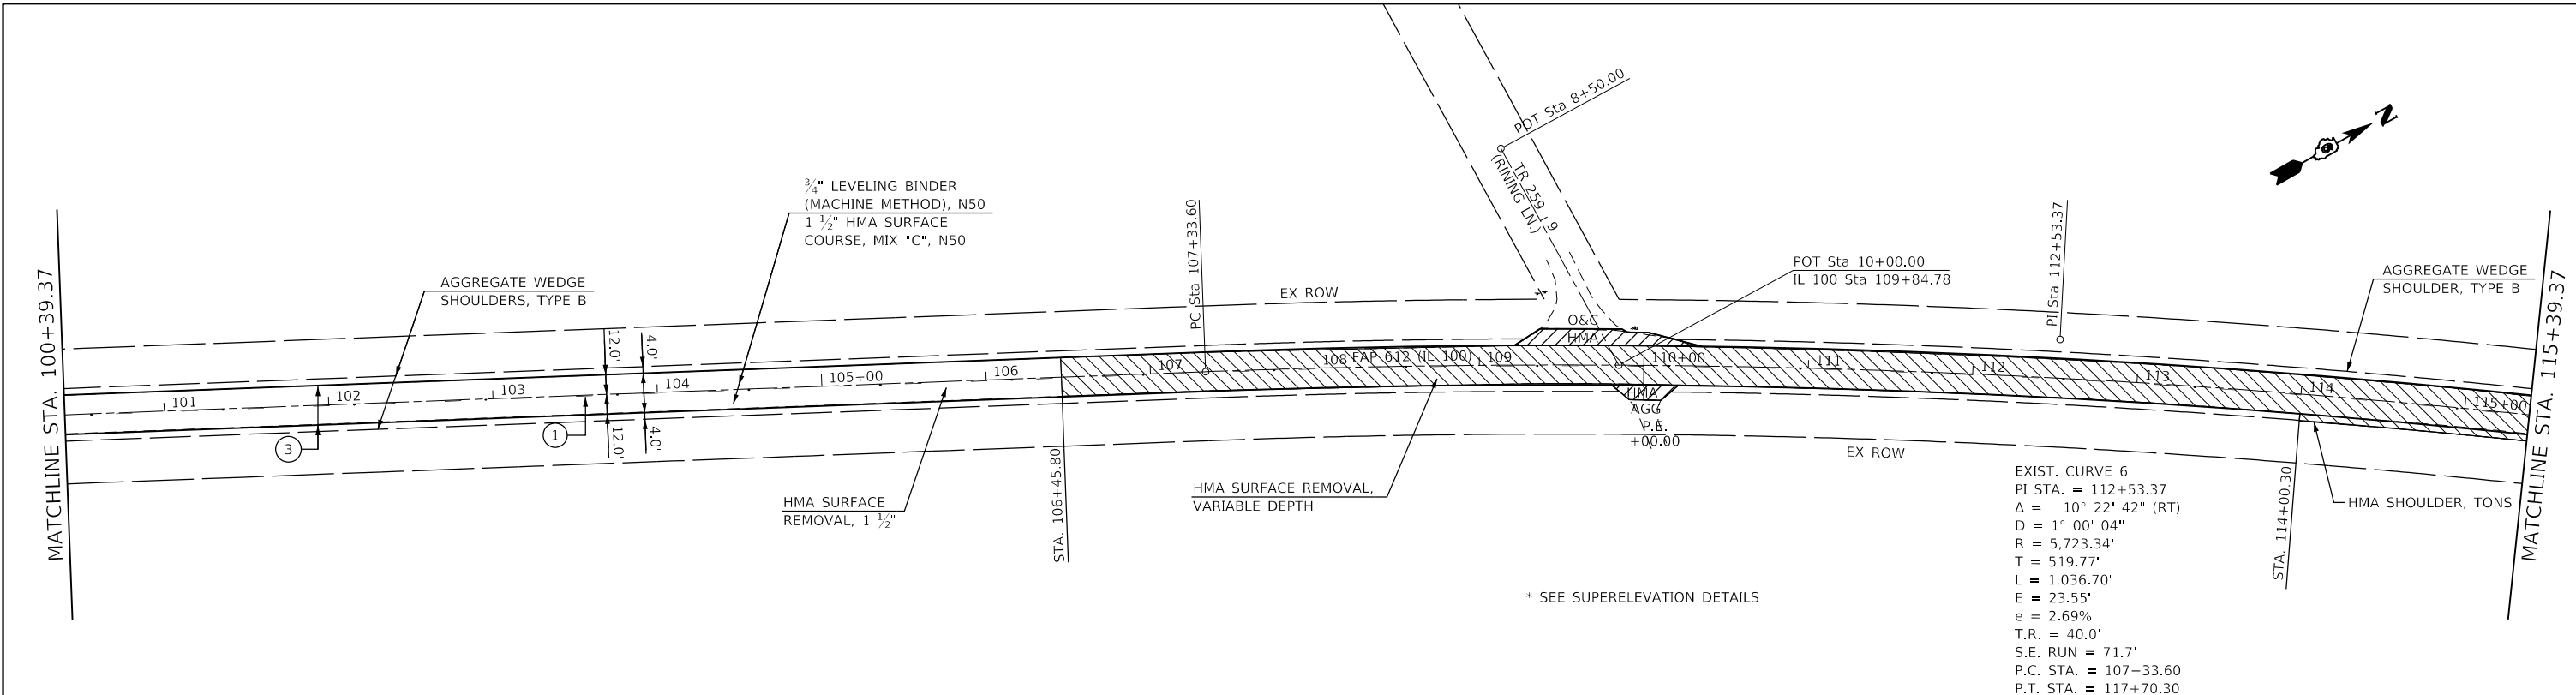 POT Sta 8+50.00
TR 259 L9
(RINING LN.)
N
¾" LEVELING BINDER
(MACHINE METHOD), N50
1 ½" HMA SURFACE
COURSE, MIX "C", N50
PC Sta 107+33.60
PI Sta 112+53.37
POT Sta 10+00.00
IL 100 Sta 109+84.78
AGGREGATE WEDGE
SHOULDERS, TYPE B
AGGREGATE WEDGE
SHOULDER, TYPE B
EX ROW
MATCHLINE STA. 100+39.37
MATCHLINE STA. 115+39.37
O&C
HMA
12.0'
4.0'
FAP 612 (IL 100)
101
102
103
104
105+00
106
107
108
109
110+00
111
112
113
114
115+00
HMA
AGG
P.E.
+00.00
3
1
12.0'
4.0'
EX ROW
STA. 106+45.80
HMA SURFACE
REMOVAL, 1 ½"
HMA SURFACE REMOVAL,
VARIABLE DEPTH
STA. 114+00.30
HMA SHOULDER, TONS
* SEE SUPERELEVATION DETAILS
EXIST. CURVE 6
PI STA. = 112+53.37
Δ = 10° 22' 42" (RT)
D = 1° 00' 04"
R = 5,723.34'
T = 519.77'
L = 1,036.70'
E = 23.55'
e = 2.69%
T.R. = 40.0'
S.E. RUN = 71.7'
P.C. STA. = 107+33.60
P.T. STA. = 117+70.30